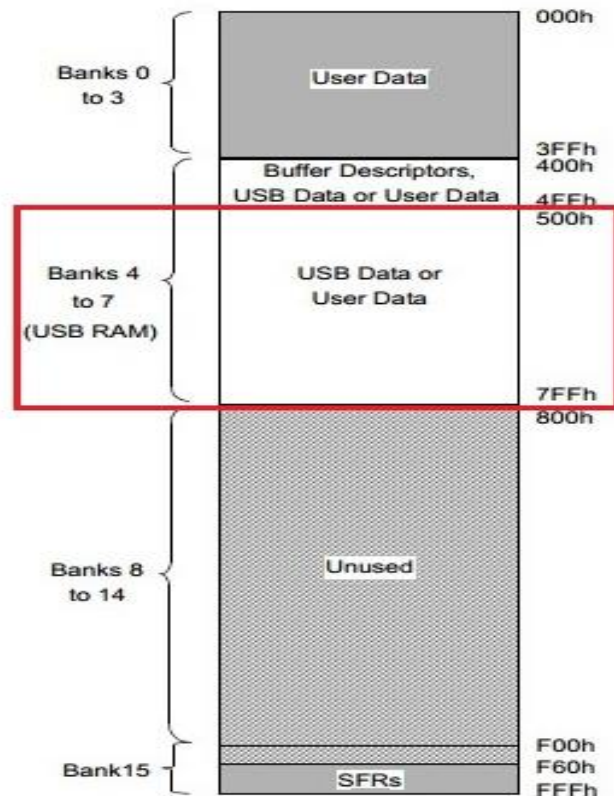 000h
Banks 0
to 3
User Data
3FFh
400h
Buffer Descriptors,
USB Data or User Data
4FFh
500h
Banks 4
to 7
(USB RAM)
USB Data or
User Data
7FFh
800h
Banks 8
to 14
Unused
F00h
Bank15
F60h
SFRs
FFFh